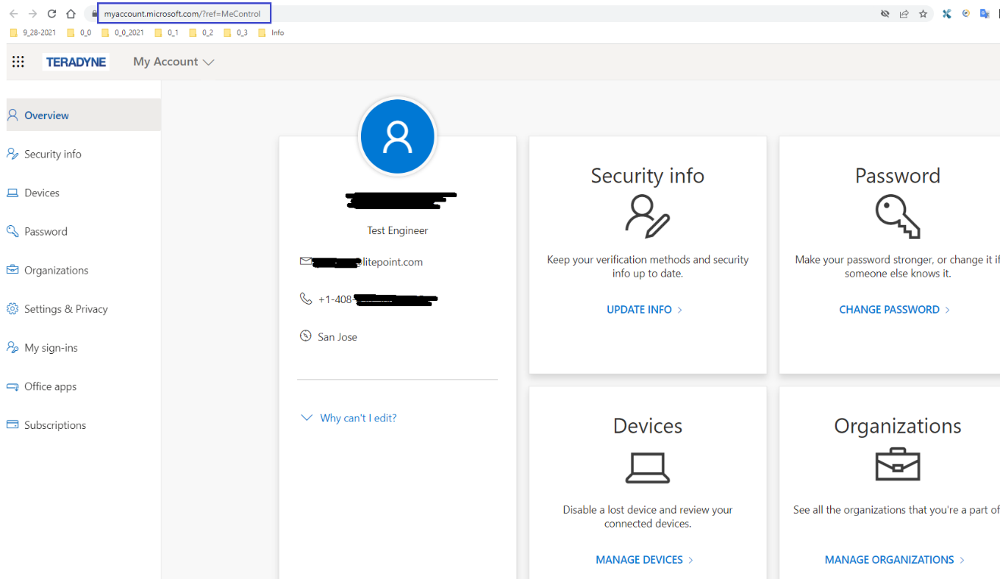 myaccount.microsoft.com/?ref=MeControl
9_28-2021 0_0 0_0_2021 0_1 0_2 0_3 Info
TERADYNE My Account
Overview
Security info
Devices
Password
Organizations
Settings & Privacy
My sign-ins
Office apps
Subscriptions
Test Engineer
@litepoint.com
+1-408-
San Jose
Why can't I edit?
Security info
Keep your verification methods and security
info up to date.
UPDATE INFO
Password
Make your password stronger, or change it if
someone else knows it.
CHANGE PASSWORD
Devices
Disable a lost device and review your
connected devices.
MANAGE DEVICES
Organizations
See all the organizations that you're a part of
MANAGE ORGANIZATIONS